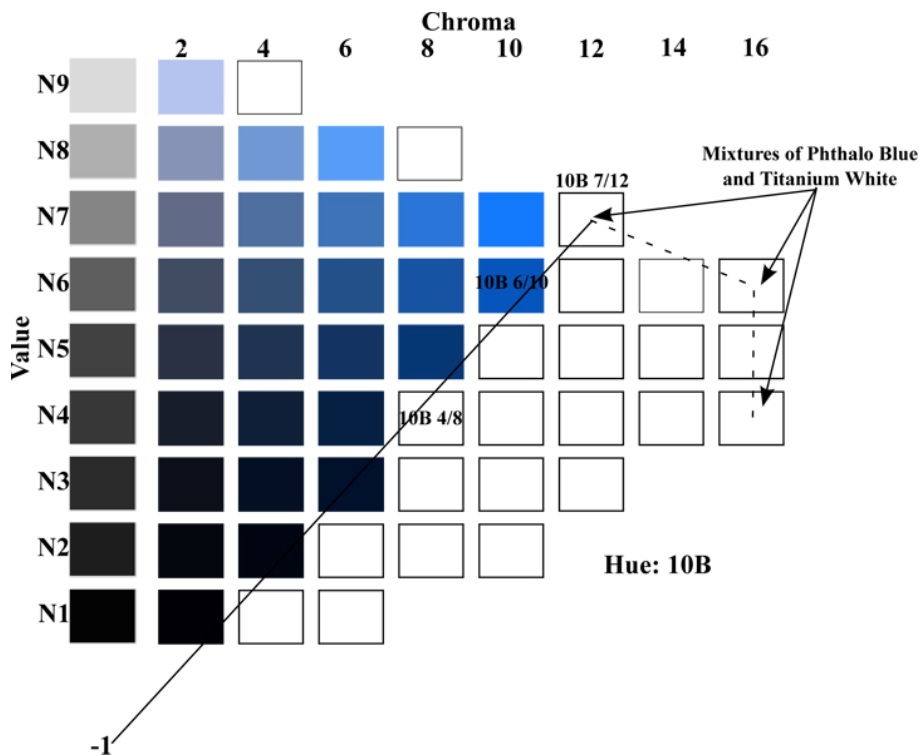 Chroma
2 4 6 8 10 12 14 16
N9
N8
Mixtures of Phthalo Blue
and Titanium White
10B 7/12
N7
N6
10B 6/10
Value
N5
N4
10B 4/8
N3
N2
Hue: 10B
N1
-1